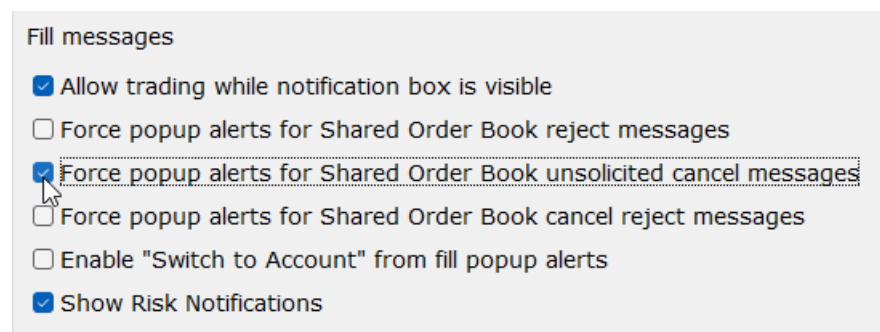 Fill messages
Allow trading while notification box is visible
Force popup alerts for Shared Order Book reject messages
Force popup alerts for Shared Order Book unsolicited cancel messages
Force popup alerts for Shared Order Book cancel reject messages
Enable "Switch to Account" from fill popup alerts
Show Risk Notifications